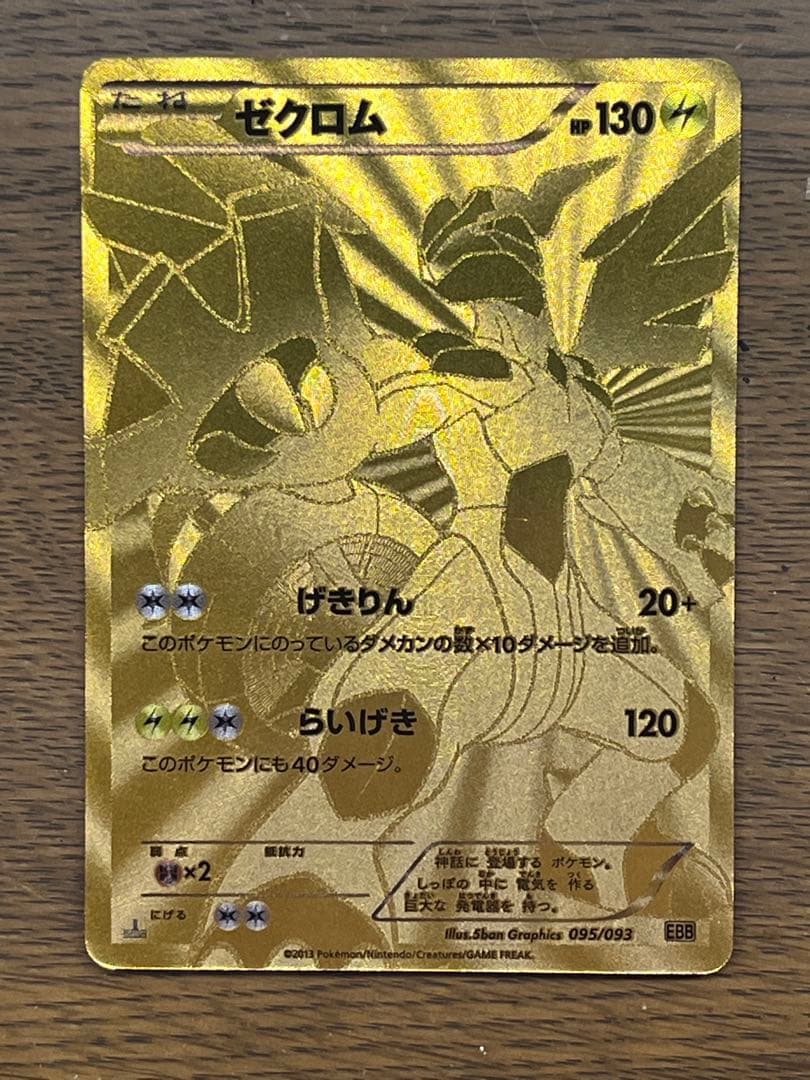 たね ゼクロム HP130
げきりん 20+
このポケモンにのっているダメカンの数×10ダメージを追加。
らいげき 120
このポケモンにも40ダメージ。
弱点 抵抗力
×2
にげる
神話に 登場する ポケモン。
しっぽの 中に 電気を 作る
巨大な 発電器を 持つ。
Illus.5ban Graphics 095/093 EBB
©2013 Pokémon/Nintendo/Creatures/GAME FREAK.